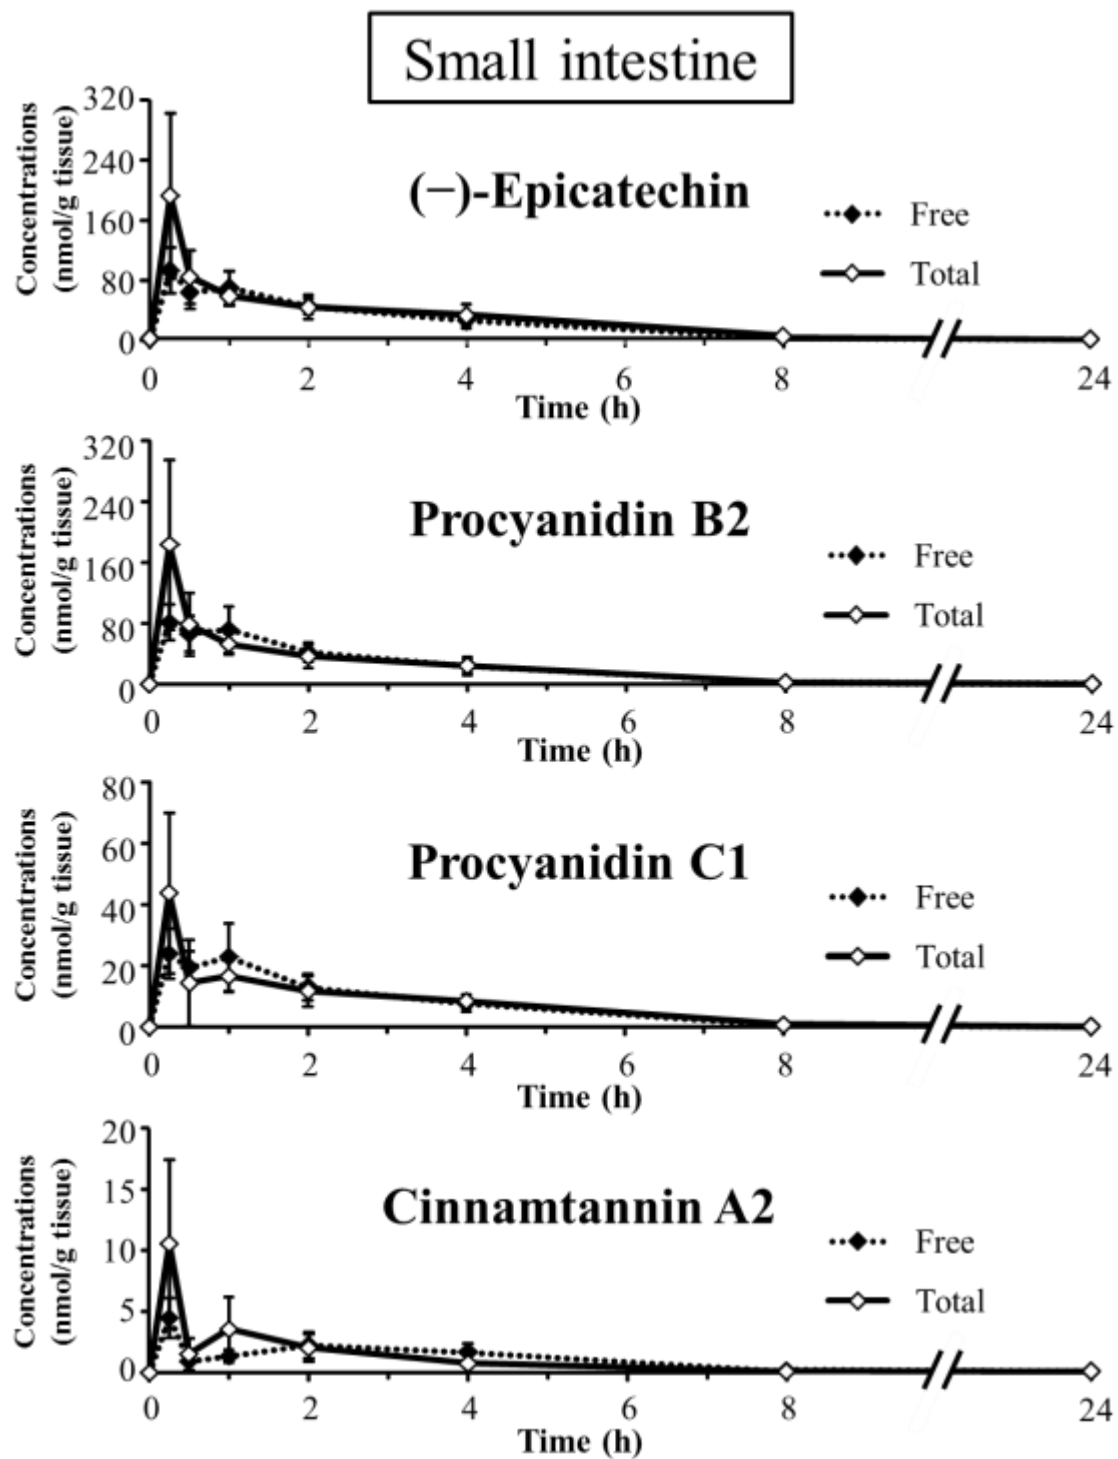 Small intestine
Concentrations
(nmol/g tissue)
320
240
160
80
0
(−)-Epicatechin
Free
Total
0 2 4 6 8 24
Time (h)
Concentrations
(nmol/g tissue)
320
240
160
80
0
Procyanidin B2
Free
Total
0 2 4 6 8 24
Time (h)
Concentrations
(nmol/g tissue)
80
60
40
20
0
Procyanidin C1
Free
Total
0 2 4 6 8 24
Time (h)
Concentrations
(nmol/g tissue)
20
15
10
5
0
Cinnamtannin A2
Free
Total
0 2 4 6 8 24
Time (h)